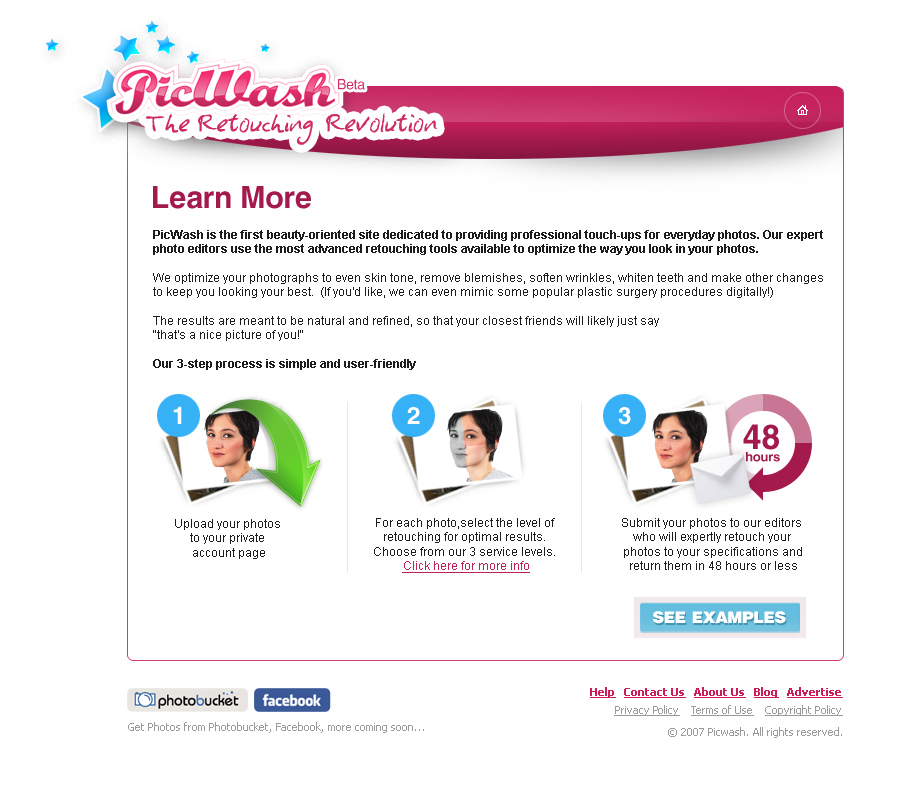 PicWash Beta
The Retouching Revolution
Learn More
PicWash is the first beauty-oriented site dedicated to providing professional touch-ups for everyday photos. Our expert
photo editors use the most advanced retouching tools available to optimize the way you look in your photos.
We optimize your photographs to even skin tone, remove blemishes, soften wrinkles, whiten teeth and make other changes
to keep you looking your best.  (If you'd like, we can even mimic some popular plastic surgery procedures digitally!)
The results are meant to be natural and refined, so that your closest friends will likely just say
"that's a nice picture of you!"
Our 3-step process is simple and user-friendly
1
Upload your photos
to your private
account page
2
For each photo,select the level of
retouching for optimal results.
Choose from our 3 service levels.
Click here for more info
3
48
hours
Submit your photos to our editors
who will expertly retouch your
photos to your specifications and
return them in 48 hours or less
SEE EXAMPLES
photobucket facebook
Get Photos from Photobucket, Facebook, more coming soon...
Help Contact Us About Us Blog Advertise
Privacy Policy Terms of Use Copyright Policy
© 2007 Picwash. All rights reserved.